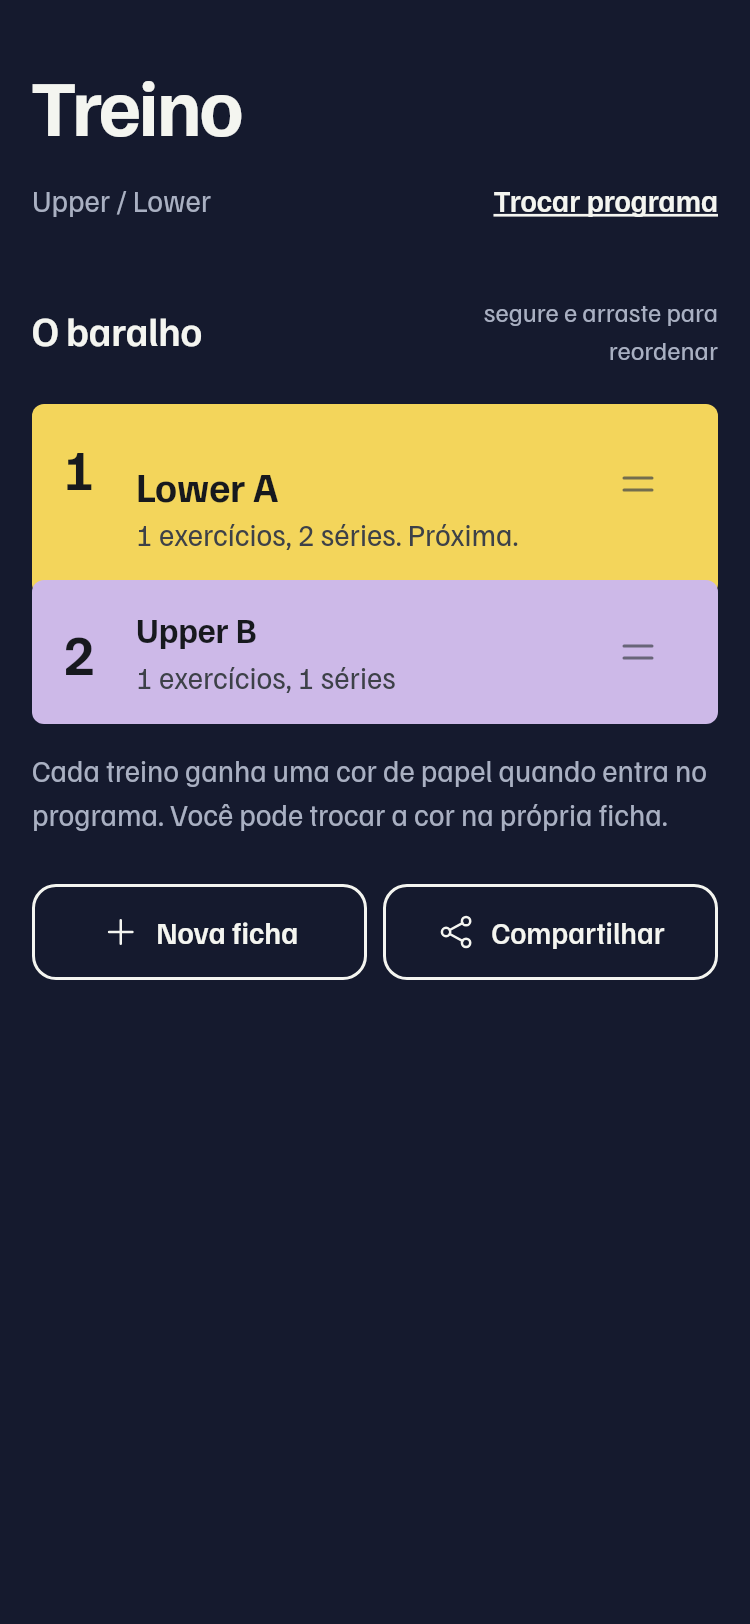 Treino
Upper / Lower
Trocar programa
O baralho
segure e arraste para
reordenar
1
Lower A
1 exercícios, 2 séries. Próxima.
2
Upper B
1 exercícios, 1 séries
Cada treino ganha uma cor de papel quando entra no
programa. Você pode trocar a cor na própria ficha.
Nova ficha
Compartilhar